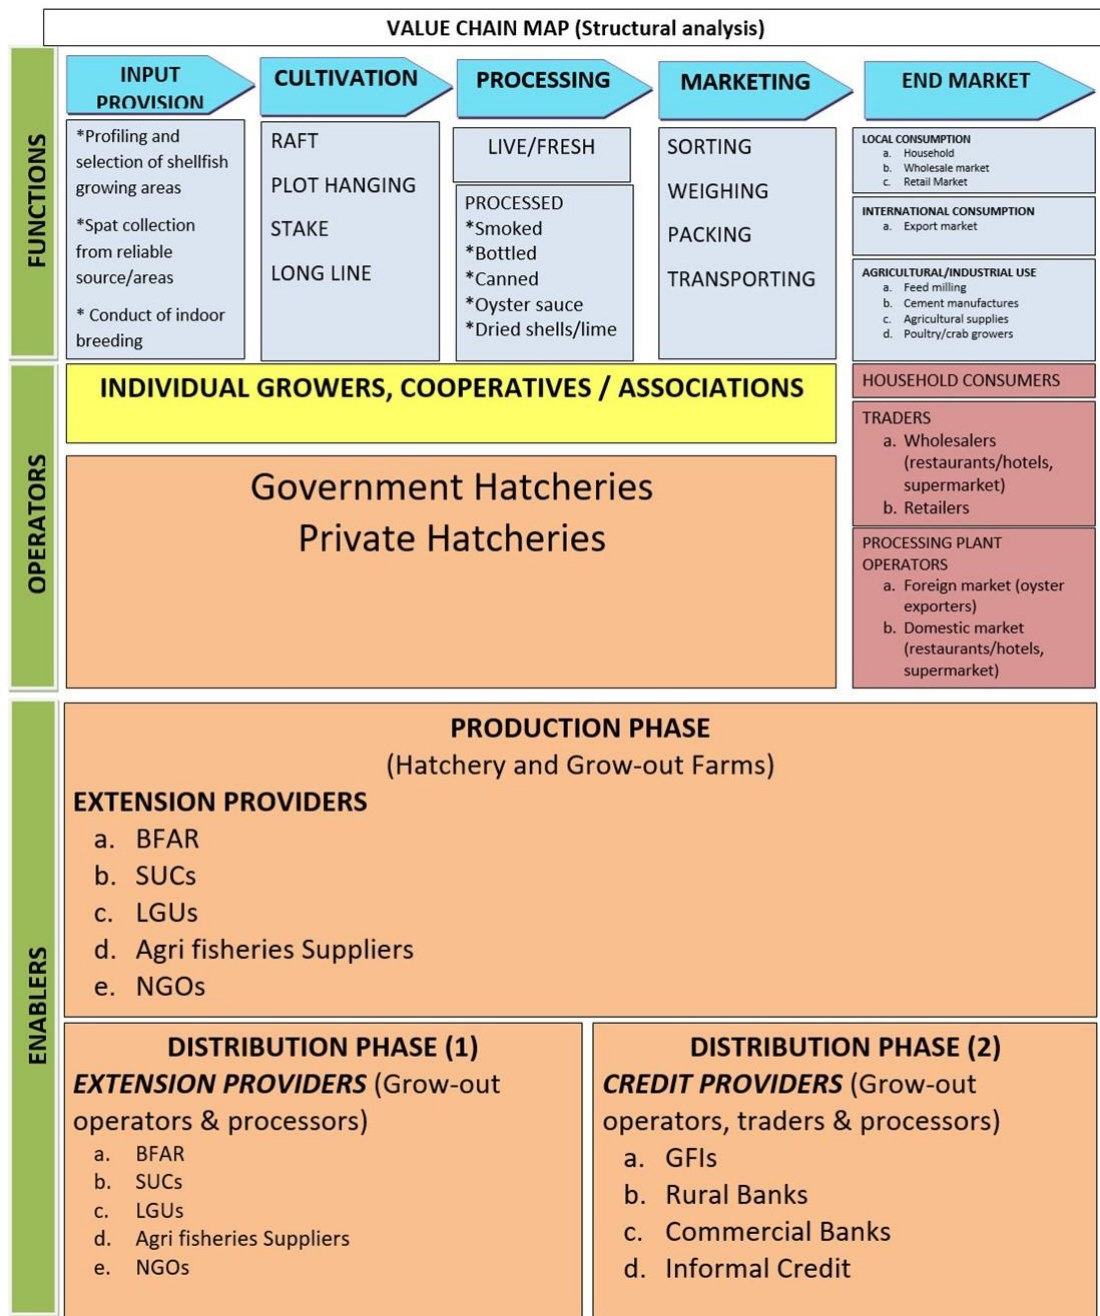 VALUE CHAIN MAP (Structural analysis)
FUNCTIONS
INPUT
PROVISION
CULTIVATION
PROCESSING
MARKETING
END MARKET
*Profiling and
selection of shellfish
growing areas
*Spat collection
from reliable
source/areas
* Conduct of indoor
breeding
RAFT
PLOT HANGING
STAKE
LONG LINE
LIVE/FRESH
PROCESSED
*Smoked
*Bottled
*Canned
*Oyster sauce
*Dried shells/lime
SORTING
WEIGHING
PACKING
TRANSPORTING
LOCAL CONSUMPTION
a. Household
b. Wholesale market
c. Retail Market
INTERNATIONAL CONSUMPTION
a. Export market
AGRICULTURAL/INDUSTRIAL USE
a. Feed milling
b. Cement manufactures
c. Agricultural supplies
d. Poultry/crab growers
OPERATORS
INDIVIDUAL GROWERS, COOPERATIVES / ASSOCIATIONS
Government Hatcheries
Private Hatcheries
HOUSEHOLD CONSUMERS
TRADERS
a. Wholesalers
(restaurants/hotels,
supermarket)
b. Retailers
PROCESSING PLANT
OPERATORS
a. Foreign market (oyster
exporters)
b. Domestic market
(restaurants/hotels,
supermarket)
ENABLERS
PRODUCTION PHASE
(Hatchery and Grow-out Farms)
EXTENSION PROVIDERS
a. BFAR
b. SUCs
c. LGUs
d. Agri fisheries Suppliers
e. NGOs
DISTRIBUTION PHASE (1)
EXTENSION PROVIDERS (Grow-out
operators & processors)
a. BFAR
b. SUCs
c. LGUs
d. Agri fisheries Suppliers
e. NGOs
DISTRIBUTION PHASE (2)
CREDIT PROVIDERS (Grow-out
operators, traders & processors)
a. GFIs
b. Rural Banks
c. Commercial Banks
d. Informal Credit